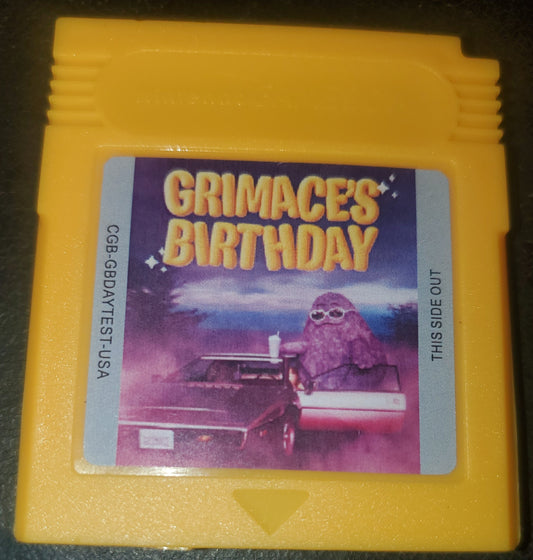 GRIMACE'S
BIRTHDAY
CGB-GBDAYTEST-USA
THIS SIDE OUT